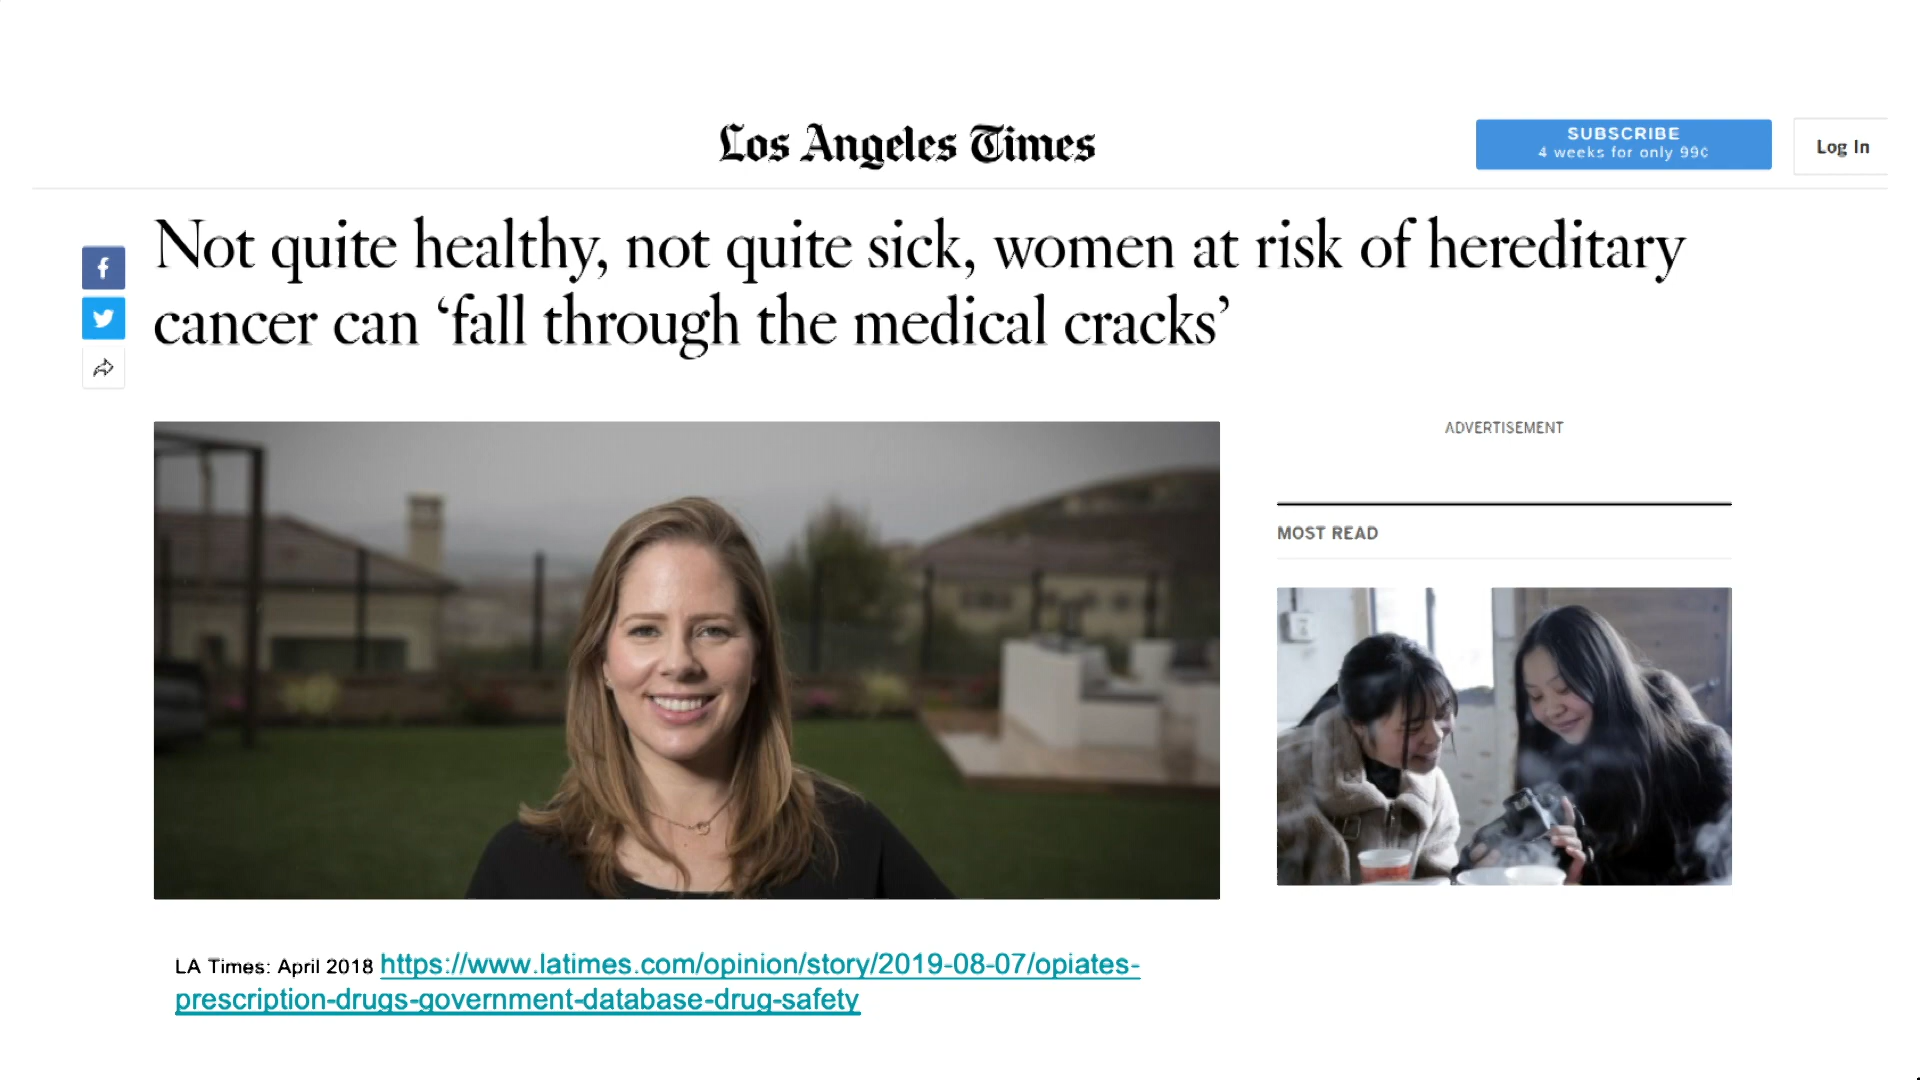 Los Angeles Times
SUBSCRIBE
4 weeks for only 99¢
Log In
Not quite healthy, not quite sick, women at risk of hereditary
cancer can ‘fall through the medical cracks’
ADVERTISEMENT
MOST READ
LA Times: April 2018 https://www.latimes.com/opinion/story/2019-08-07/opiates-
prescription-drugs-government-database-drug-safety